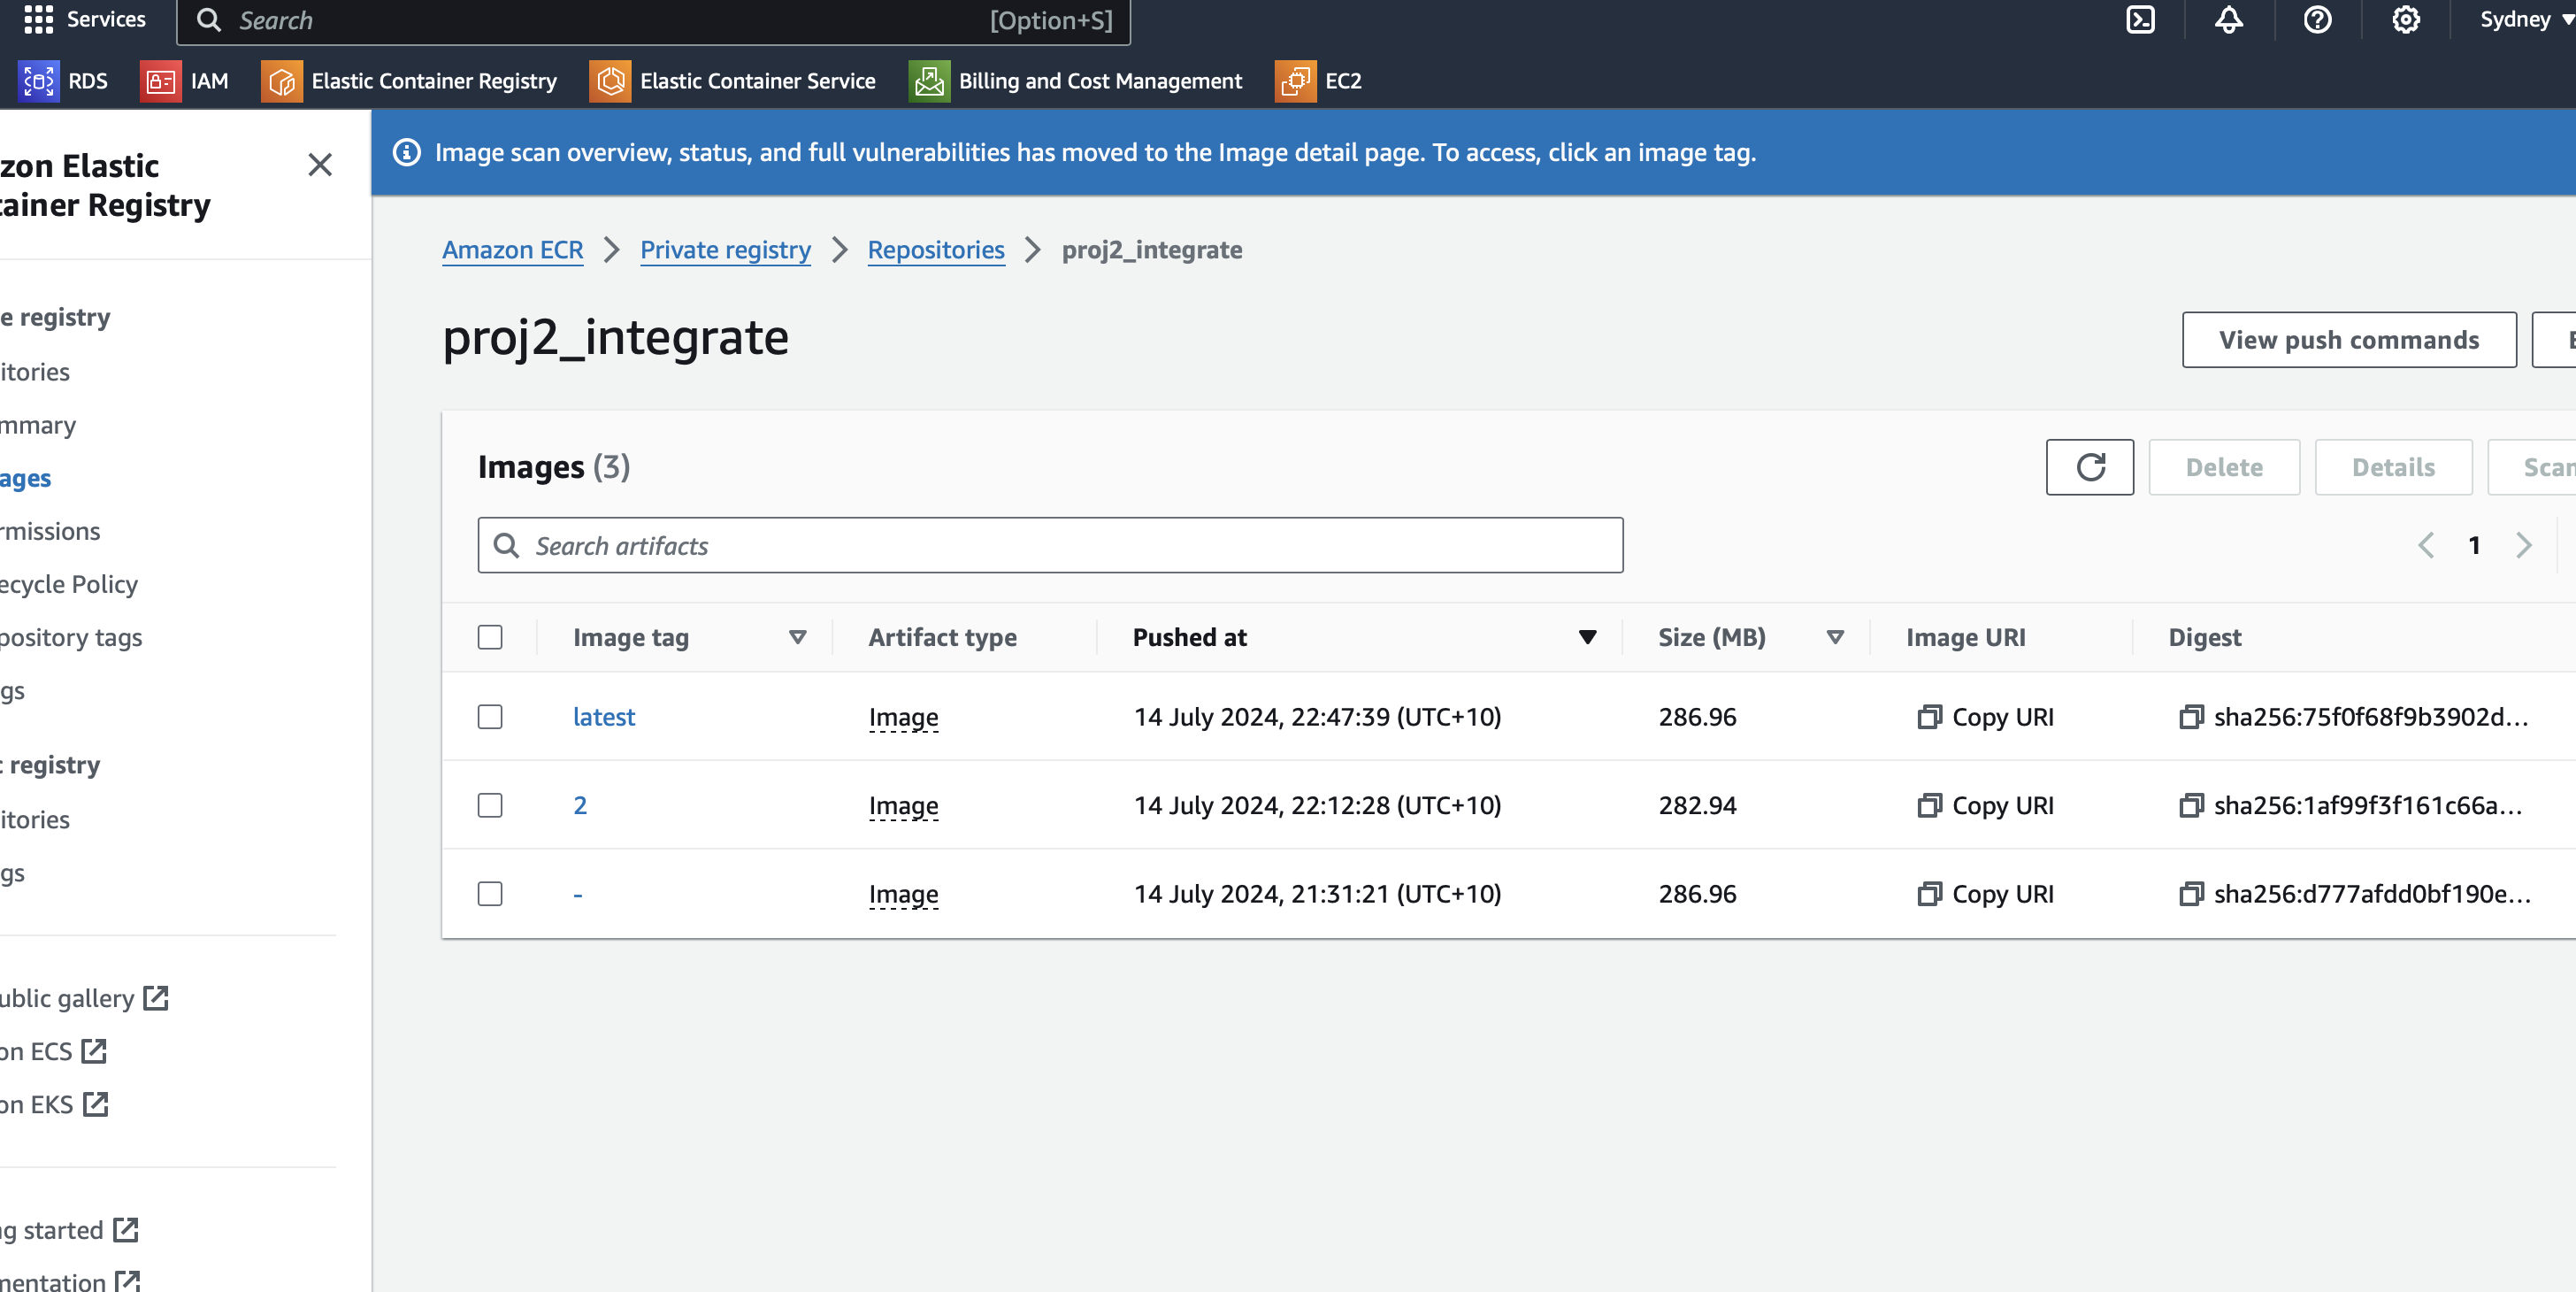 Services
Search [Option+S]
Sydney
RDS IAM Elastic Container Registry Elastic Container Service Billing and Cost Management EC2
zon Elastic
tainer Registry
e registry
itories
mmary
ages
rmissions
ecycle Policy
pository tags
gs
c registry
itories
gs
ublic gallery
on ECS
on EKS
ng started
mentation
Image scan overview, status, and full vulnerabilities has moved to the Image detail page. To access, click an image tag.
Amazon ECR > Private registry > Repositories > proj2_integrate
proj2_integrate
View push commands
Images (3)
Delete Details Scan
Search artifacts
1
Image tag Artifact type Pushed at Size (MB) Image URI Digest
latest Image 14 July 2024, 22:47:39 (UTC+10) 286.96 Copy URI sha256:75f0f68f9b3902d...
2 Image 14 July 2024, 22:12:28 (UTC+10) 282.94 Copy URI sha256:1af99f3f161c66a...
- Image 14 July 2024, 21:31:21 (UTC+10) 286.96 Copy URI sha256:d777afdd0bf190e...